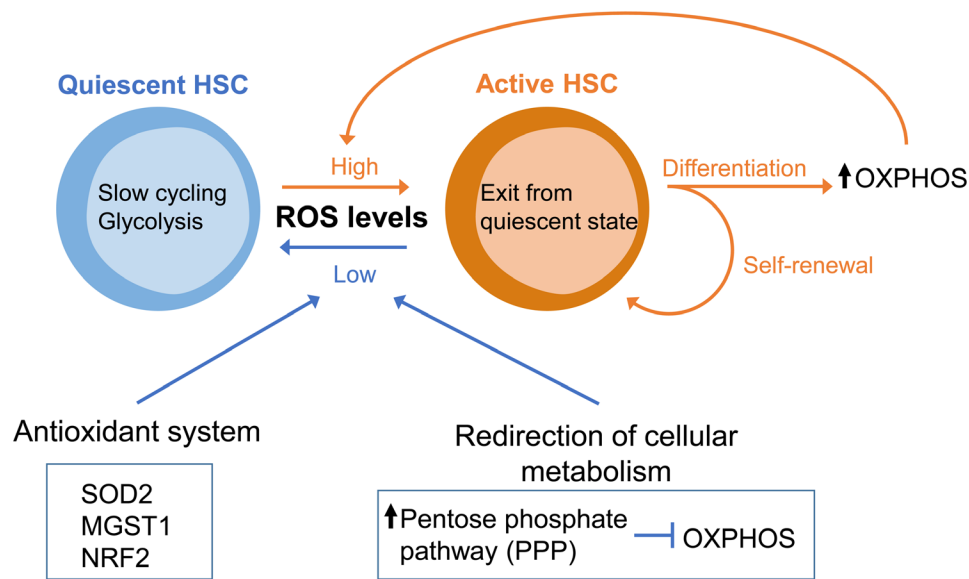 Quiescent HSC
Active HSC
Slow cycling
Glycolysis
High
ROS levels
Low
Exit from
quiescent state
Differentiation
OXPHOS
Self-renewal
Antioxidant system
SOD2
MGST1
NRF2
Redirection of cellular
metabolism
Pentose phosphate
pathway (PPP)
OXPHOS